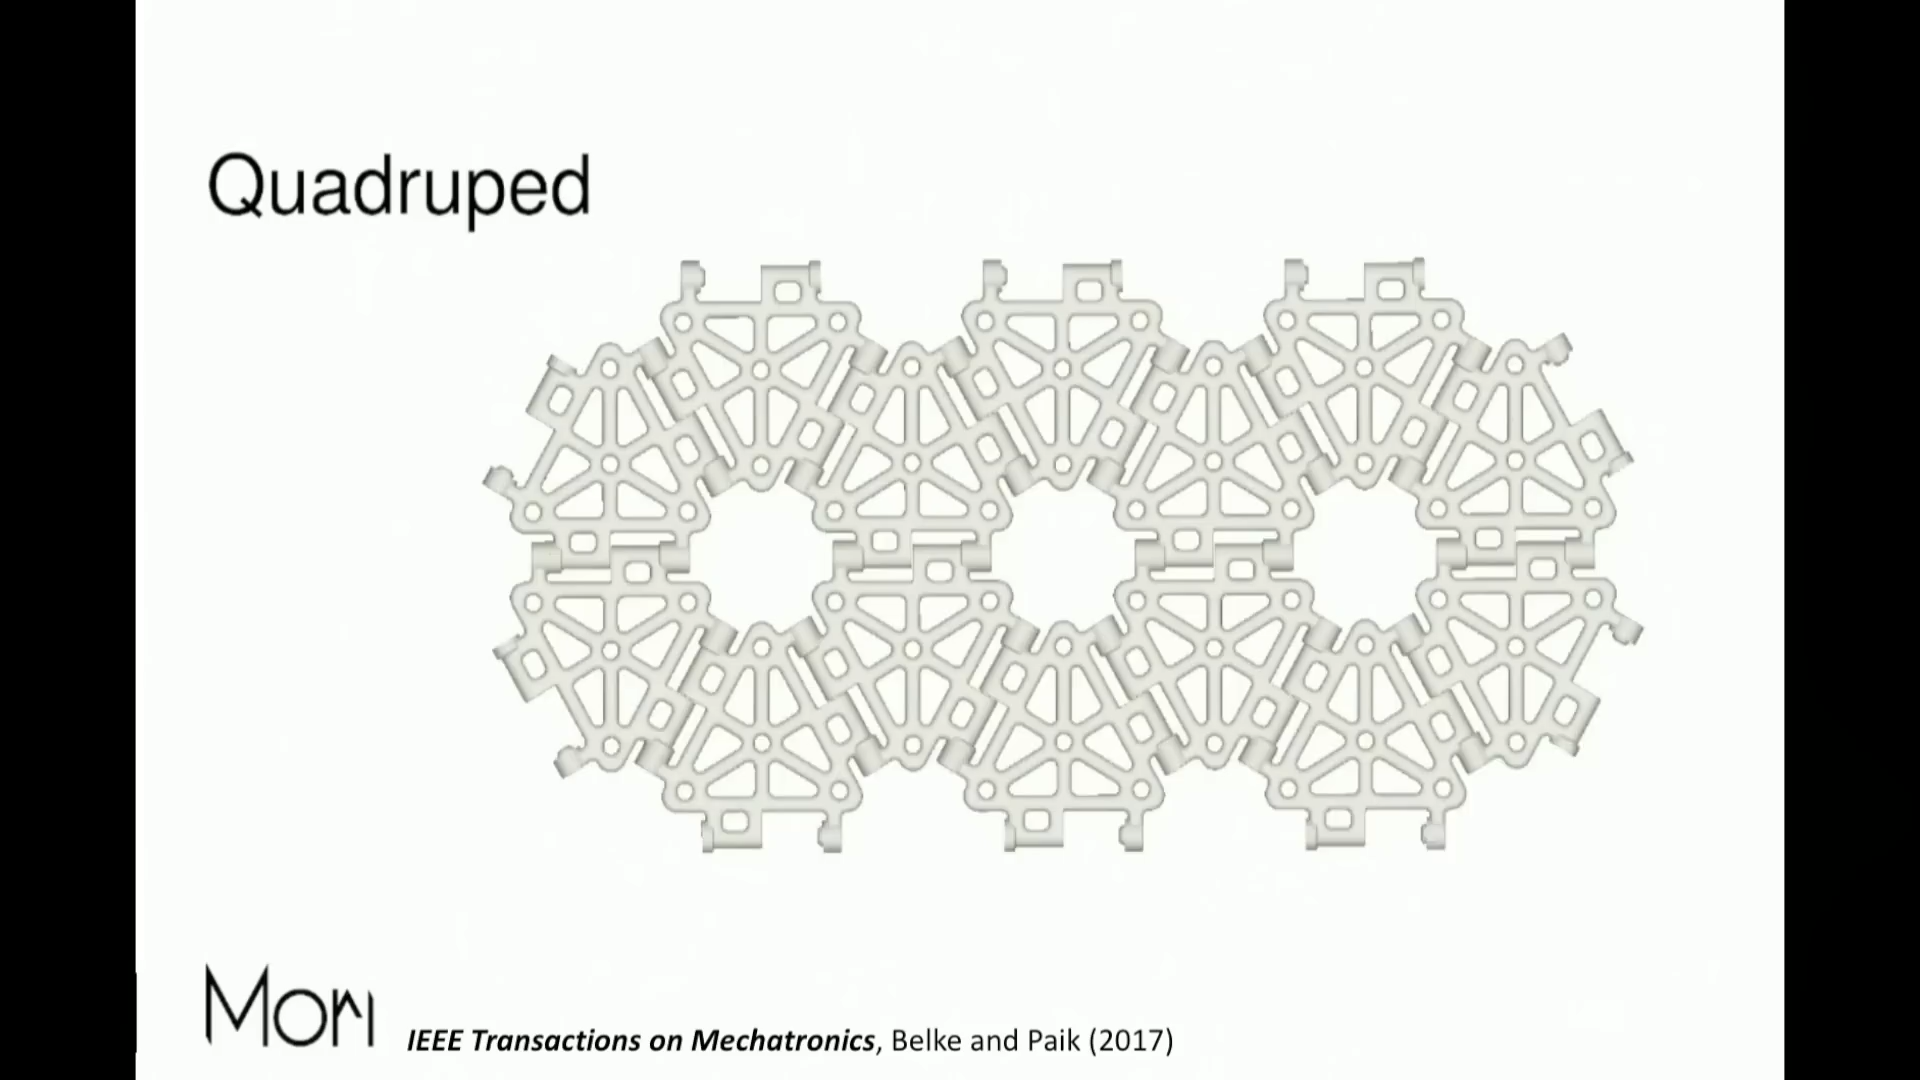 Quadruped
Mori
IEEE Transactions on Mechatronics, Belke and Paik (2017)